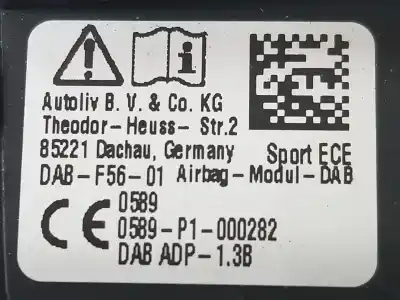 Autoliv B. V. & Co. KG
Theodor-Heuss- Str.2
85221 Dachau, Germany Sport ECE
DAB-F56-01 Airbag-Modul-DAB
CE 0589
0589-P1-000282
DAB ADP-1.3B